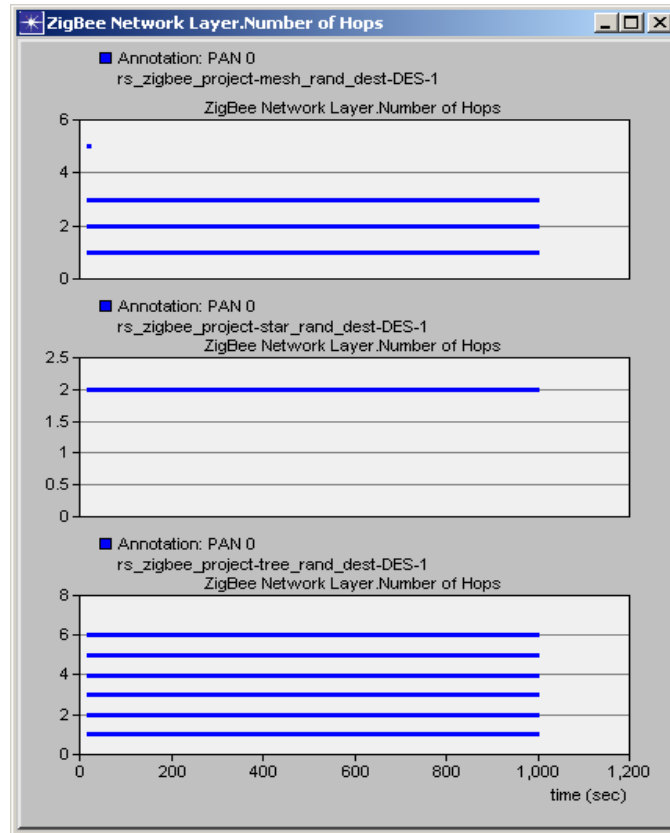 ZigBee Network Layer.Number of Hops
Annotation: PAN 0
rs_zigbee_project-mesh_rand_dest-DES-1
ZigBee Network Layer.Number of Hops
6
4
2
0
Annotation: PAN 0
rs_zigbee_project-star_rand_dest-DES-1
ZigBee Network Layer.Number of Hops
2.5
2
1.5
1
0.5
0
Annotation: PAN 0
rs_zigbee_project-tree_rand_dest-DES-1
ZigBee Network Layer.Number of Hops
8
6
4
2
0
0 200 400 600 800 1,000 1,200
time (sec)